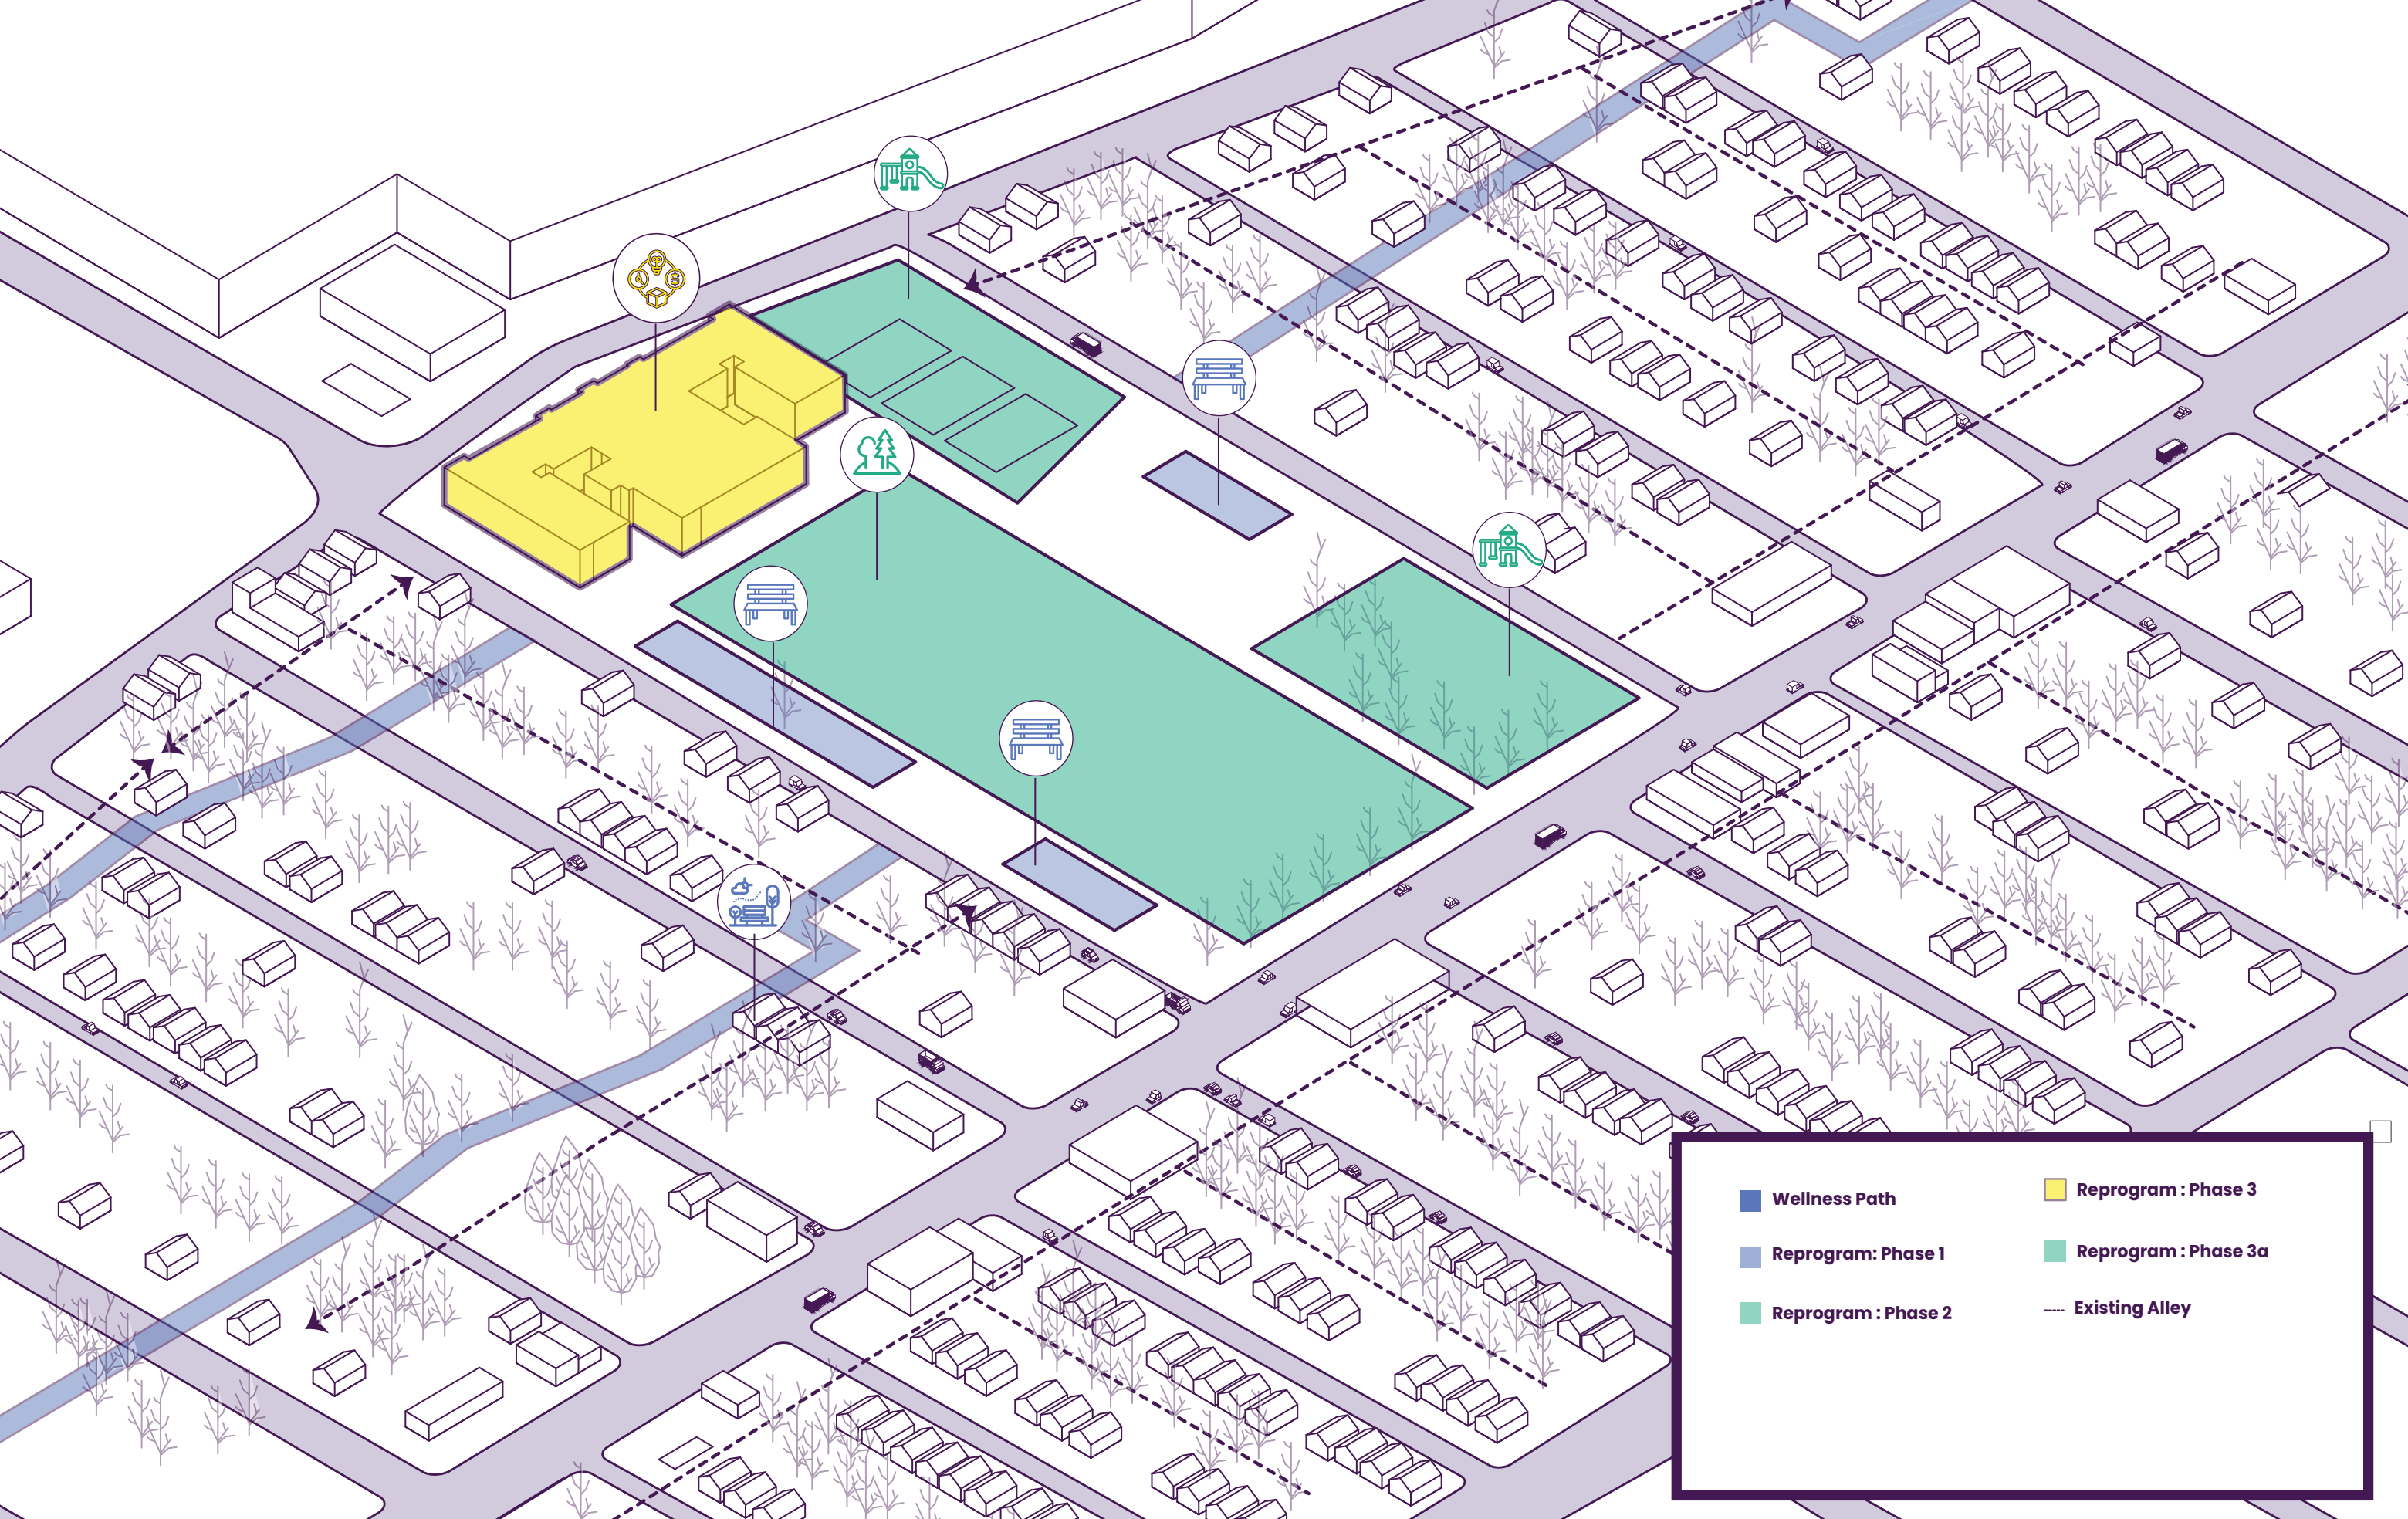 Wellness Path
Reprogram: Phase 1
Reprogram : Phase 2
Reprogram : Phase 3
Reprogram : Phase 3a
Existing Alley